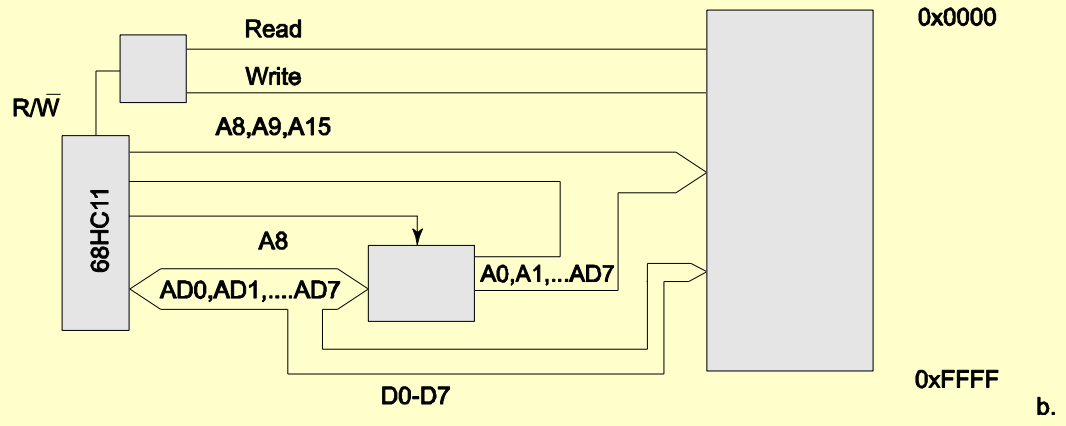 Read
0x0000
Write
R/W̅
A8,A9,A15
68HC11
A8
A0,A1,...AD7
AD0,AD1,....AD7
0xFFFF
D0-D7
b.